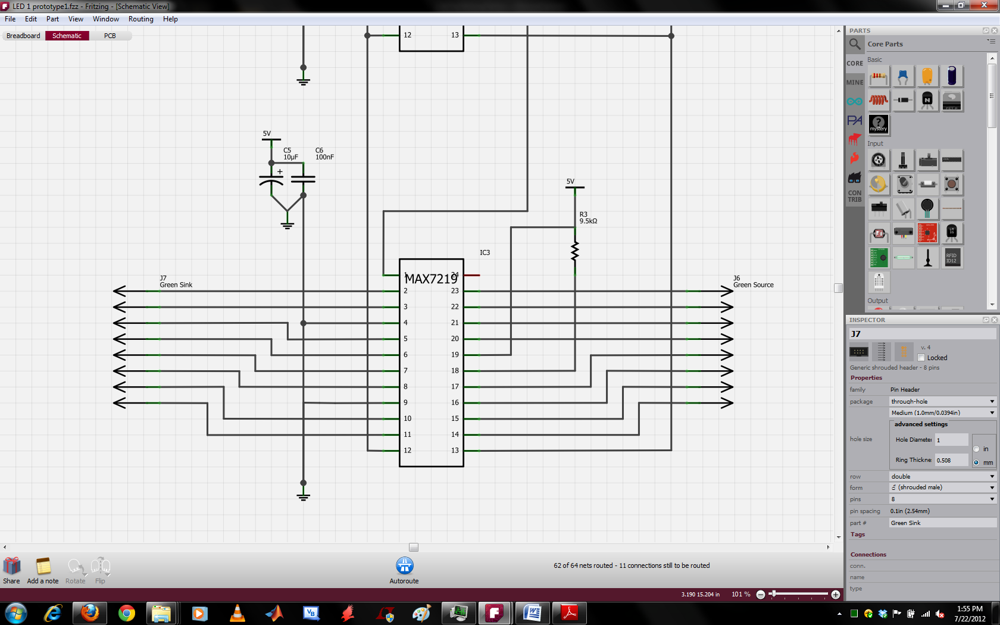 LED 1 prototype1.fzz - Fritzing - [Schematic View]
File Edit Part View Window Routing Help
Breadboard Schematic PCB
12 13
5V
C5
10µF
C6
100nF
+
5V
R3
9.5kΩ
IC3
MAX7219
J7
Green Sink
J6
Green Source
1 24
2 23
3 22
4 21
5 20
6 19
7 18
8 17
9 16
10 15
11 14
12 13
PARTS
Core Parts
CORE
MINE
CON
TRIB
Basic
N
?
mystery
Input
LM
35
RFID
ID12
Output
INSPECTOR
J7
v. 4
Locked
Generic shrouded header - 8 pins
Properties
family Pin Header
package through-hole
Medium (1.0mm/0.0394in)
advanced settings
hole size
Hole Diameter 1
Ring Thickne: 0.508
in
mm
row double
form (shrouded male)
pins 8
pin spacing 0.1in (2.54mm)
part # Green Sink
Tags
Connections
conn.
name
type
Share Add a note Rotate Flip
Autoroute
62 of 64 nets routed - 11 connections still to be routed
3.190 15.204 in 101 %
VB
1:55 PM
7/22/2012